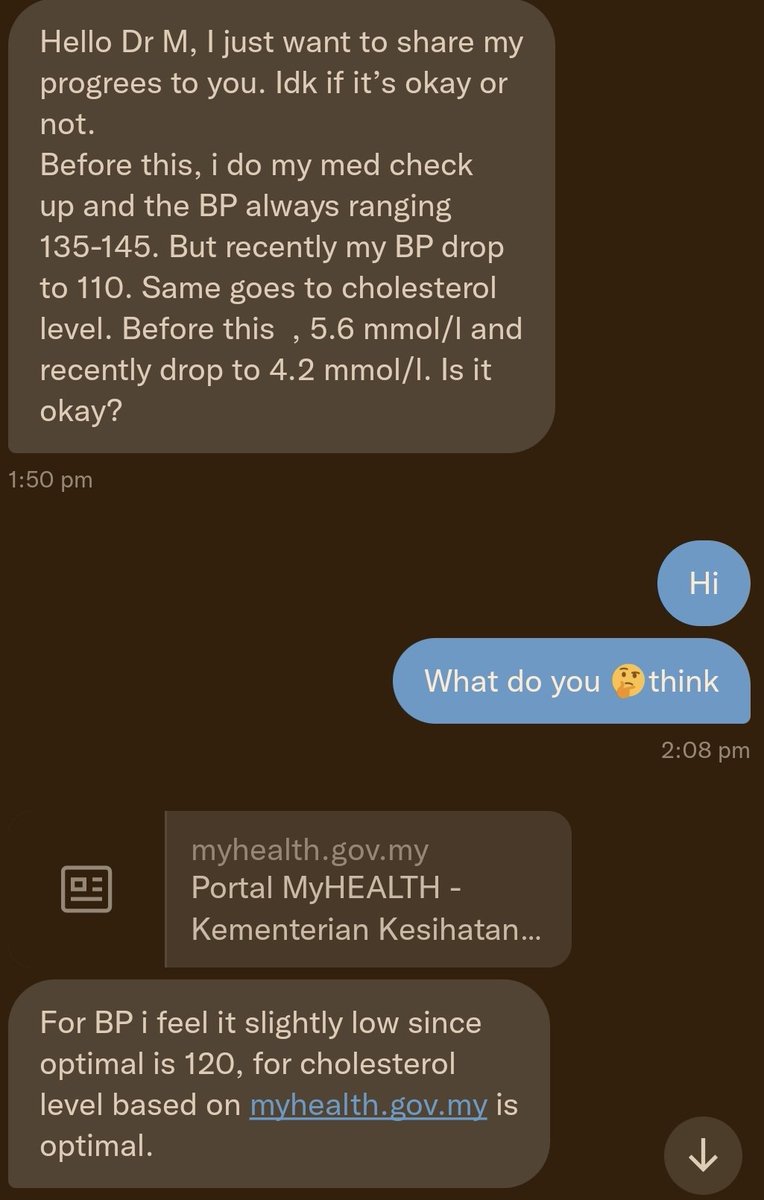 Hello Dr M, I just want to share my
progrees to you. Idk if it's okay or
not.
Before this, i do my med check
up and the BP always ranging
135-145. But recently my BP drop
to 110. Same goes to cholesterol
level. Before this , 5.6 mmol/l and
recently drop to 4.2 mmol/l. Is it
okay?
1:50 pm
Hi
What do you 🤔think
2:08 pm
myhealth.gov.my
Portal MyHEALTH -
Kementerian Kesihatan...
For BP i feel it slightly low since
optimal is 120, for cholesterol
level based on myhealth.gov.my is
optimal.